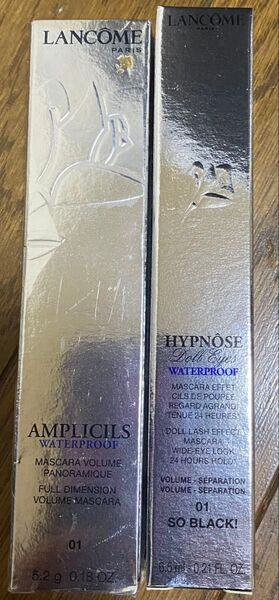 LANCÔME
PARIS
AMPLICILS
WATERPROOF
MASCARA VOLUME
PANORAMIQUE
FULL DIMENSION
VOLUME MASCARA
01
5.2 g 0.18 OZ
LANCÔME
PARIS
HYPNÔSE
Doll Eyes
WATERPROOF
MASCARA EFFET
CILS DE POUPÉE
REGARD AGRANDI
TENUE 24 HEURES
DOLL LASH EFFECT
MASCARA
WIDE-EYE LOOK
24 HOURS HOLD
VOLUME - SÉPARATION
VOLUME - SEPARATION
01
SO BLACK!
6.5 ml - 0.21 FL. OZ